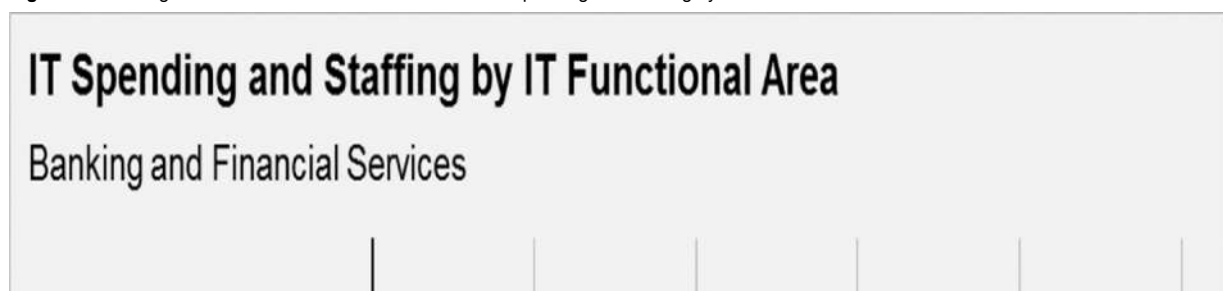 IT Spending and Staffing by IT Functional Area
Banking and Financial Services